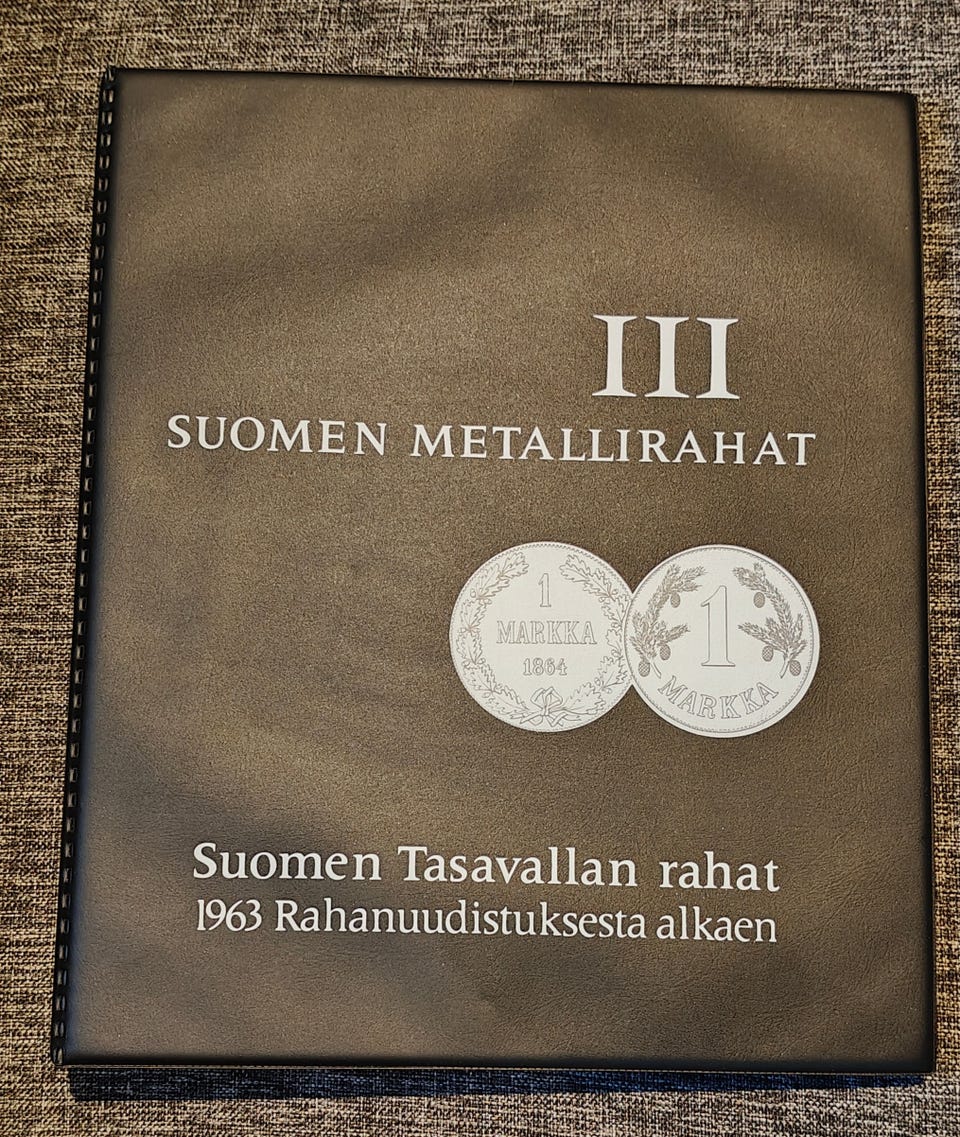 III
SUOMEN METALLIRAHAT
1
MARKKA
1864
1
MARKKA
Suomen Tasavallan rahat
1963 Rahanuudistuksesta alkaen